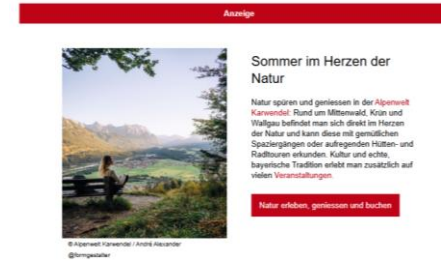 Anzeige
Sommer im Herzen der
Natur
Natur spüren und geniessen in der Alpenwelt
Karwendel: Rund um Mittenwald, Krün und
Wallgau befindet man sich direkt im Herzen
der Natur und kann diese mit gemütlichen
Spaziergängen oder aufregenden Hütten- und
Radltouren erkunden. Kultur und echte,
bayerische Tradition erlebt man zusätzlich auf
vielen Veranstaltungen.
Natur erleben, geniessen und buchen
© Alpenwelt Karwendel / André Alexander
@formgestalter